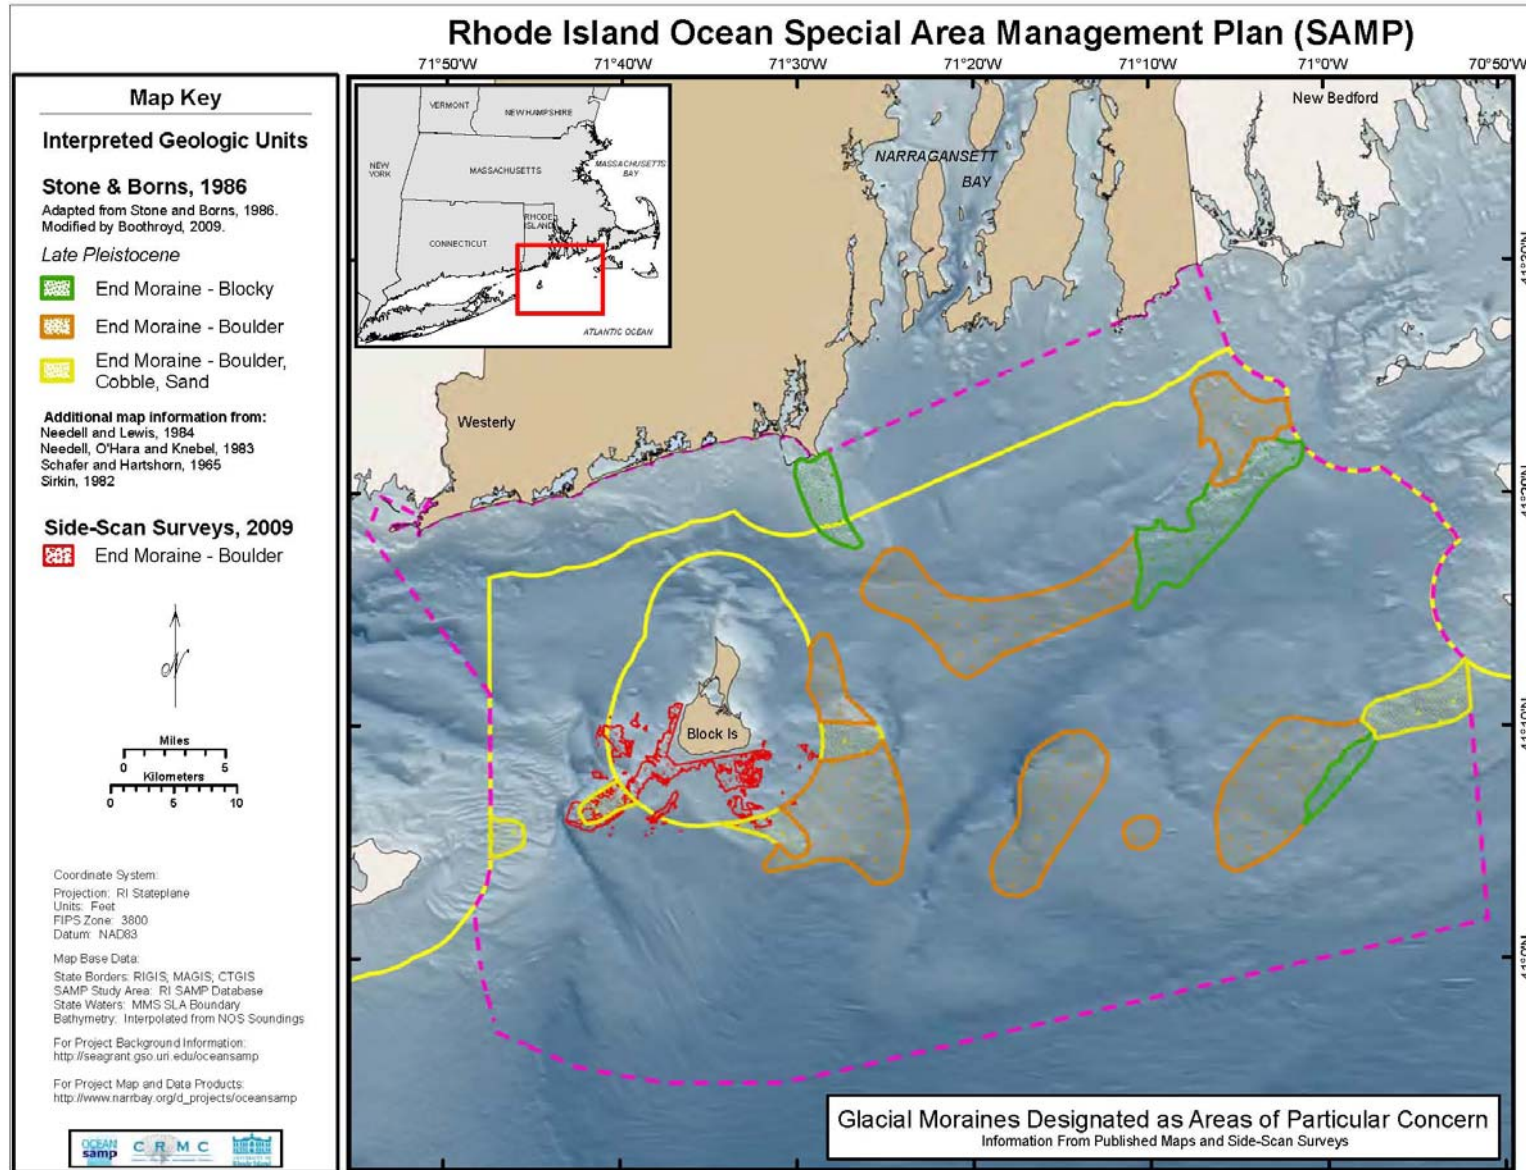 Rhode Island Ocean Special Area Management Plan (SAMP)
71°50'W
71°40'W
71°30'W
71°20'W
71°10'W
71°0'W
70°50'W
Map Key
Interpreted Geologic Units
Stone & Borns, 1986
Adapted from Stone and Borns, 1986.
Modified by Boothroyd, 2009.
Late Pleistocene
End Moraine - Blocky
End Moraine - Boulder
End Moraine - Boulder,
Cobble, Sand
Additional map information from:
Needell and Lewis, 1984
Needell, O'Hara and Knebel, 1983
Schafer and Hartshorn, 1965
Sirkin, 1982
Side-Scan Surveys, 2009
End Moraine - Boulder
N
Miles
0 5
Kilometers
0 5 10
Coordinate System:
Projection: RI Stateplane
Units: Feet
FIPS Zone: 3800
Datum: NAD83
Map Base Data:
State Borders: RIGIS, MAGIS, CTGIS
SAMP Study Area: RI SAMP Database
State Waters: MMS SLA Boundary
Bathymetry: Interpolated from NOS Soundings
For Project Background Information:
http://seagrant.gso.uri.edu/oceansamp
For Project Map and Data Products:
http://www.narrbay.org/d_projects/oceansamp
OCEAN
samp
CRMC
VERMONT
NEW HAMPSHIRE
NEW
YORK
MASSACHUSETTS
MASSACHUSETTS
BAY
RHODE
ISLAND
CONNECTICUT
ATLANTIC OCEAN
New Bedford
NARRAGANSETT
BAY
Westerly
Block Is
41°20'N
41°10'N
41°0'N
Glacial Moraines Designated as Areas of Particular Concern
Information From Published Maps and Side-Scan Surveys